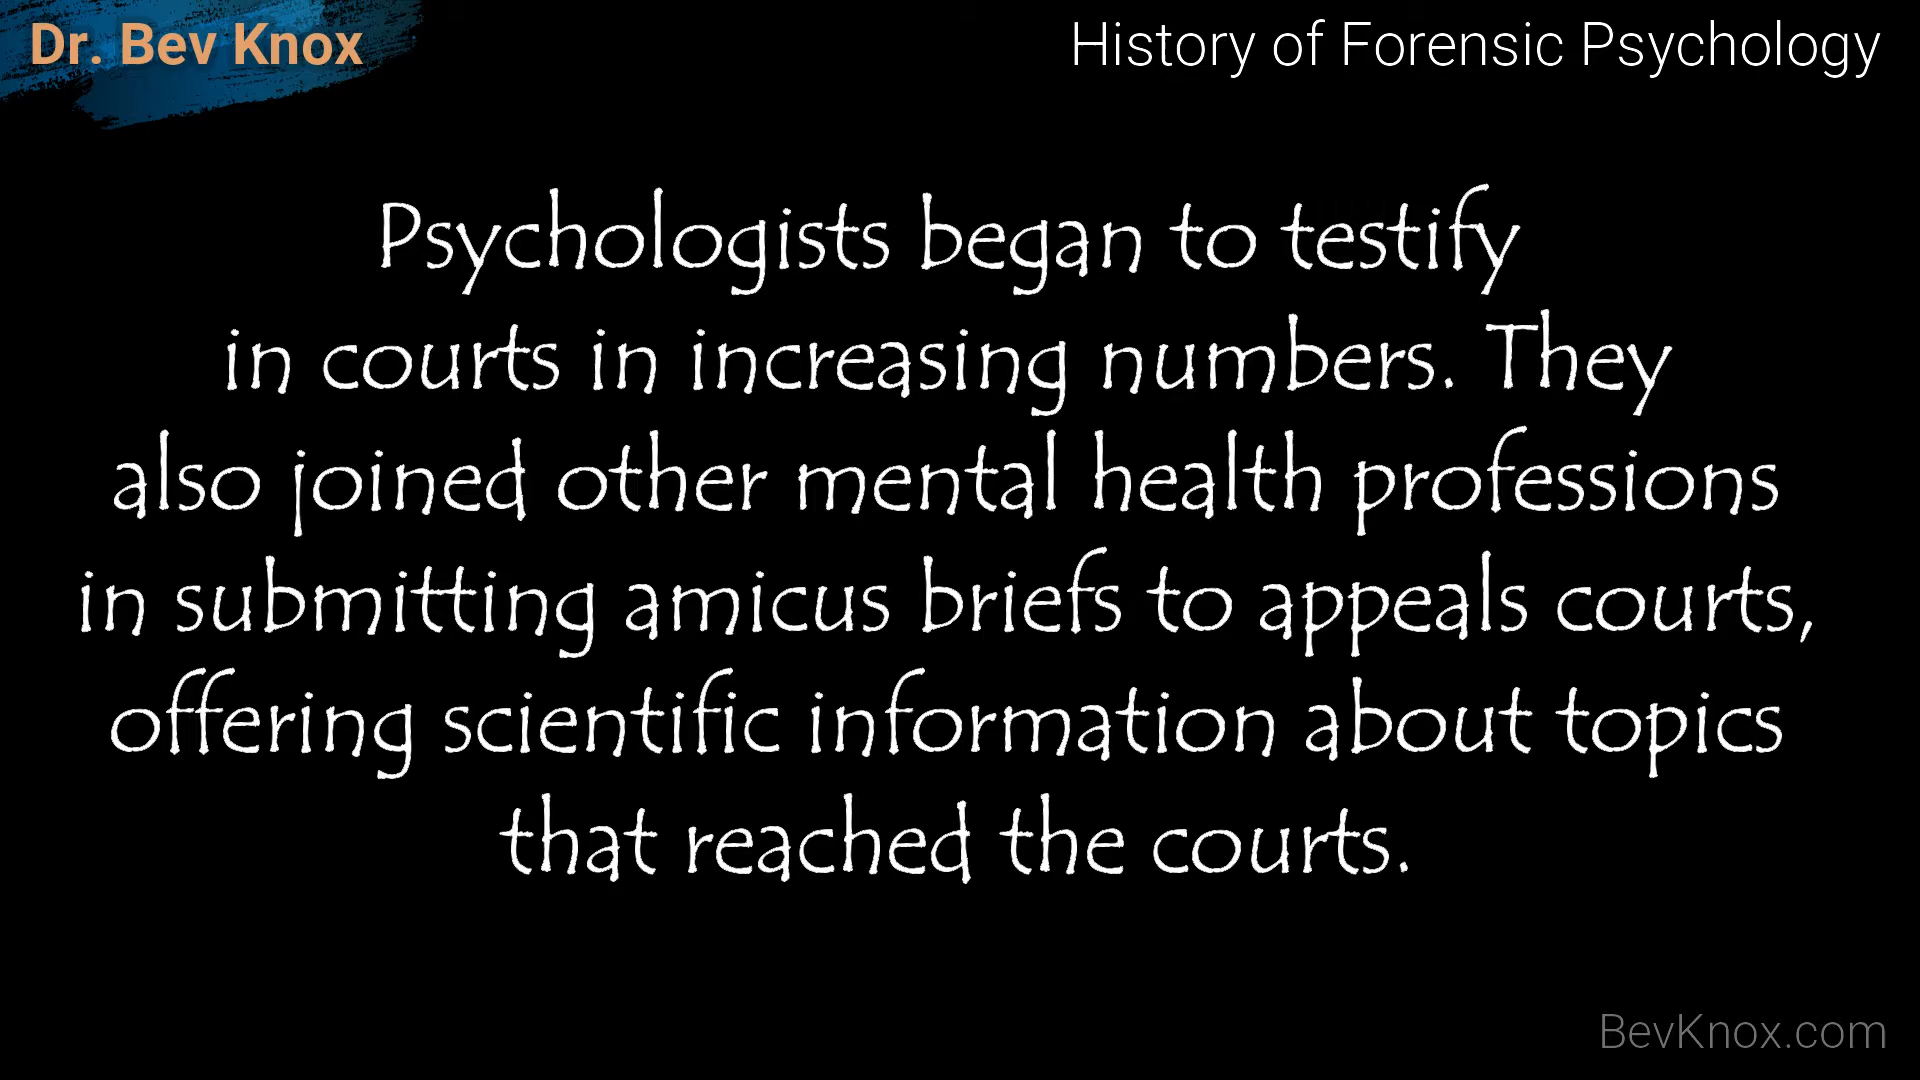 Dr. Bev Knox
History of Forensic Psychology
Psychologists began to testify
in courts in increasing numbers. They
also joined other mental health professions
in submitting amicus briefs to appeals courts,
offering scientific information about topics
that reached the courts.
BevKnox.com